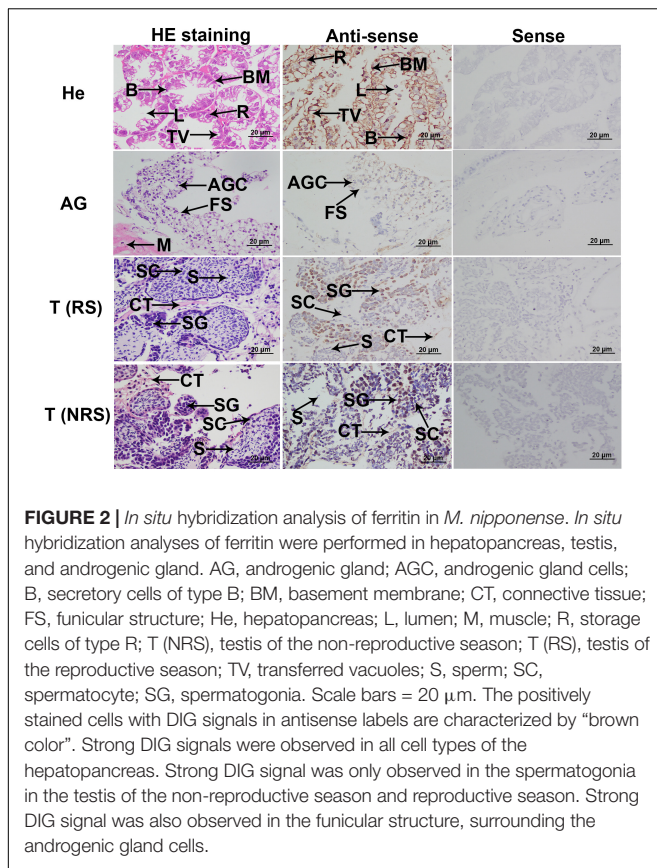 HE staining Anti-sense Sense
He
B L TV R BM 20 μm
R BM L TV B 20 μm
20 μm
AG
AGC FS M 20 μm
AGC FS 20 μm
20 μm
T (RS)
SC S CT SG 20 μm
SG SC CT S 20 μm
20 μm
T (NRS)
CT SG SC S 20 μm
S SG CT SC 20 μm
20 μm
FIGURE 2 | In situ hybridization analysis of ferritin in M. nipponense. In situ
hybridization analyses of ferritin were performed in hepatopancreas, testis,
and androgenic gland. AG, androgenic gland; AGC, androgenic gland cells;
B, secretory cells of type B; BM, basement membrane; CT, connective tissue;
FS, funicular structure; He, hepatopancreas; L, lumen; M, muscle; R, storage
cells of type R; T (NRS), testis of the non-reproductive season; T (RS), testis of
the reproductive season; TV, transferred vacuoles; S, sperm; SC,
spermatocyte; SG, spermatogonia. Scale bars = 20 μm. The positively
stained cells with DIG signals in antisense labels are characterized by “brown
color”. Strong DIG signals were observed in all cell types of the
hepatopancreas. Strong DIG signal was only observed in the spermatogonia
in the testis of the non-reproductive season and reproductive season. Strong
DIG signal was also observed in the funicular structure, surrounding the
androgenic gland cells.